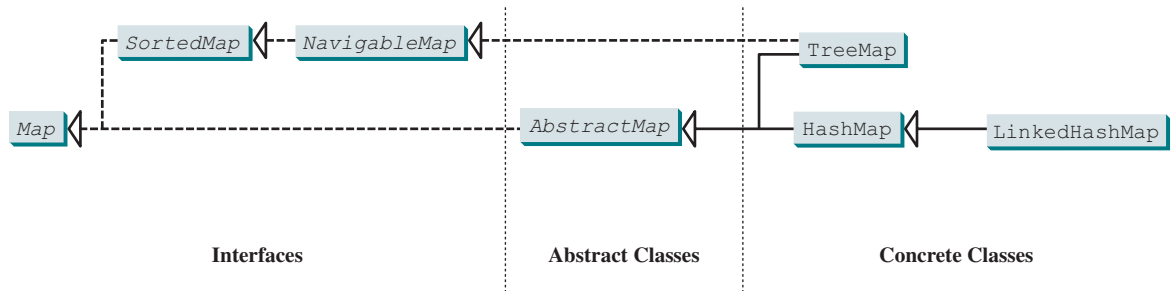 SortedMap NavigableMap TreeMap
Map AbstractMap HashMap LinkedHashMap
Interfaces Abstract Classes Concrete Classes